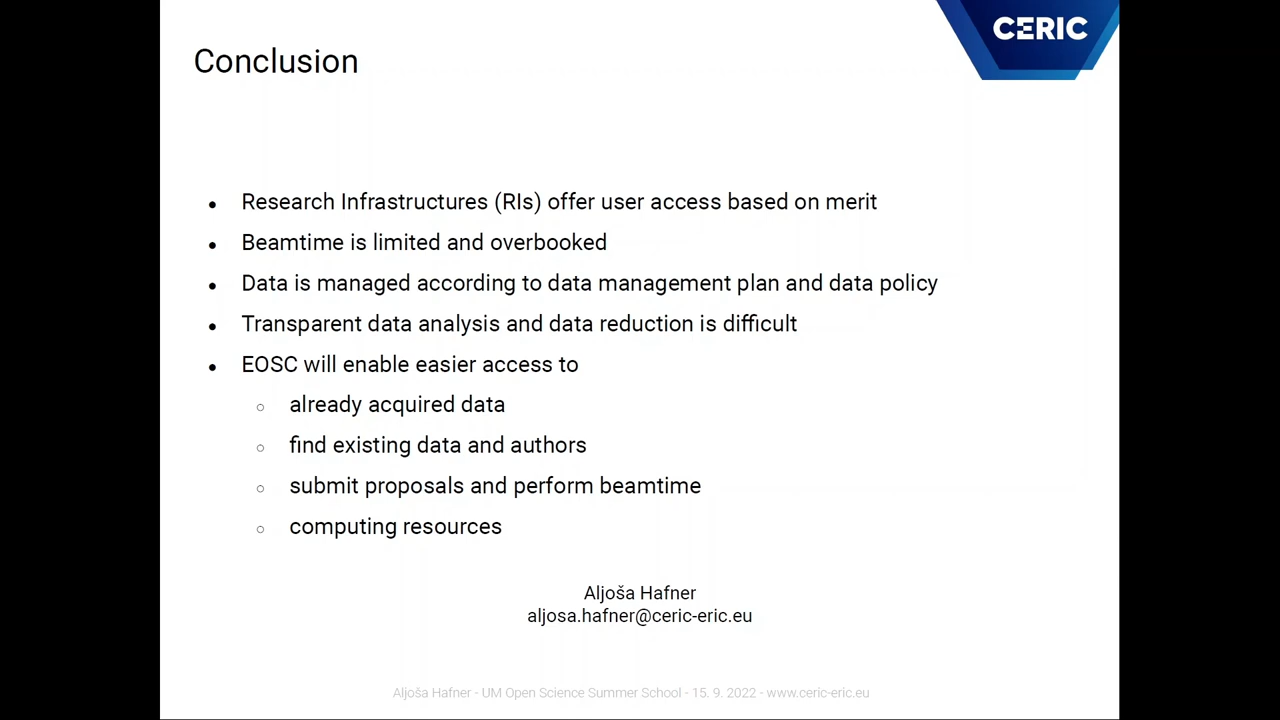 CERIC
Conclusion
● Research Infrastructures (RIs) offer user access based on merit
● Beamtime is limited and overbooked
● Data is managed according to data management plan and data policy
● Transparent data analysis and data reduction is difficult
● EOSC will enable easier access to
○ already acquired data
○ find existing data and authors
○ submit proposals and perform beamtime
○ computing resources
Aljoša Hafner
aljosa.hafner@ceric-eric.eu
Aljoša Hafner - UM Open Science Summer School - 15. 9. 2022 - www.ceric-eric.eu